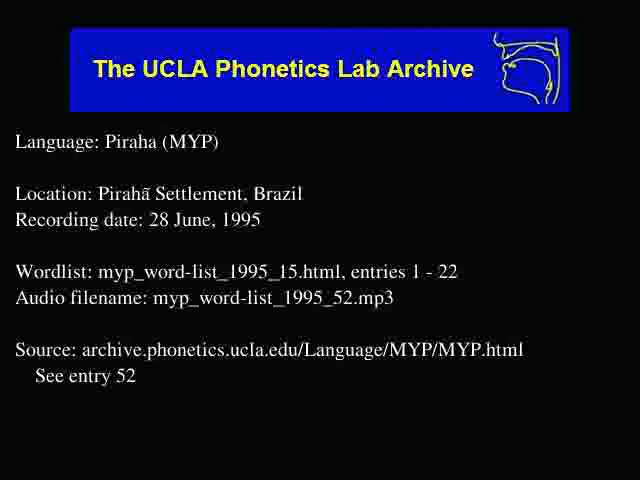 The UCLA Phonetics Lab Archive
Language: Piraha (MYP)
Location: Pirahã Settlement, Brazil
Recording date: 28 June, 1995
Wordlist: myp_word-list_1995_15.html, entries 1 - 22
Audio filename: myp_word-list_1995_52.mp3
Source: archive.phonetics.ucla.edu/Language/MYP/MYP.html
See entry 52